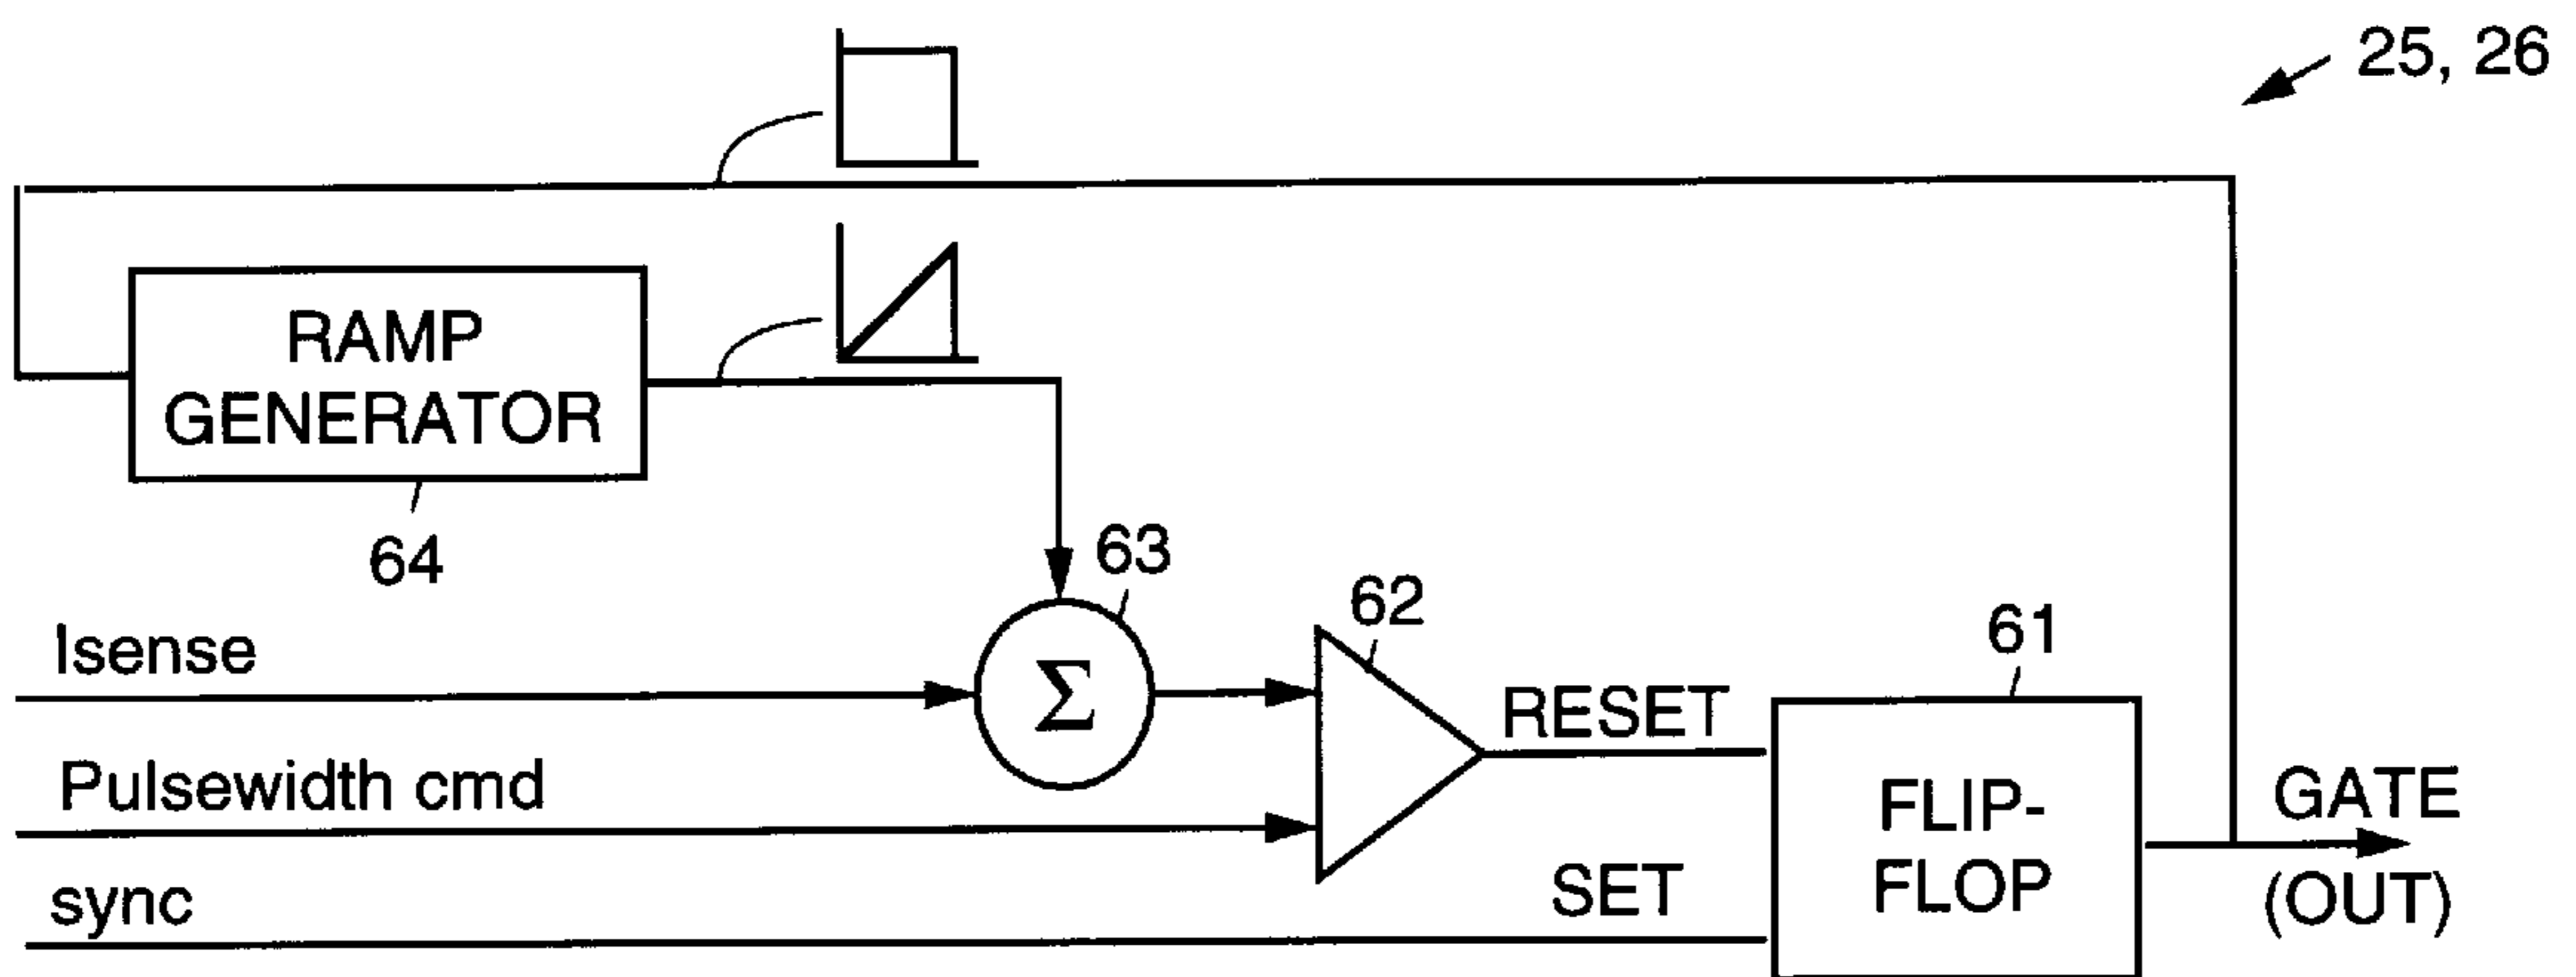 25, 26
RAMP
GENERATOR
64
63
62
61
Isense
Σ
RESET
Pulsewidth cmd
FLIP-
FLOP
GATE
(OUT)
SET
sync